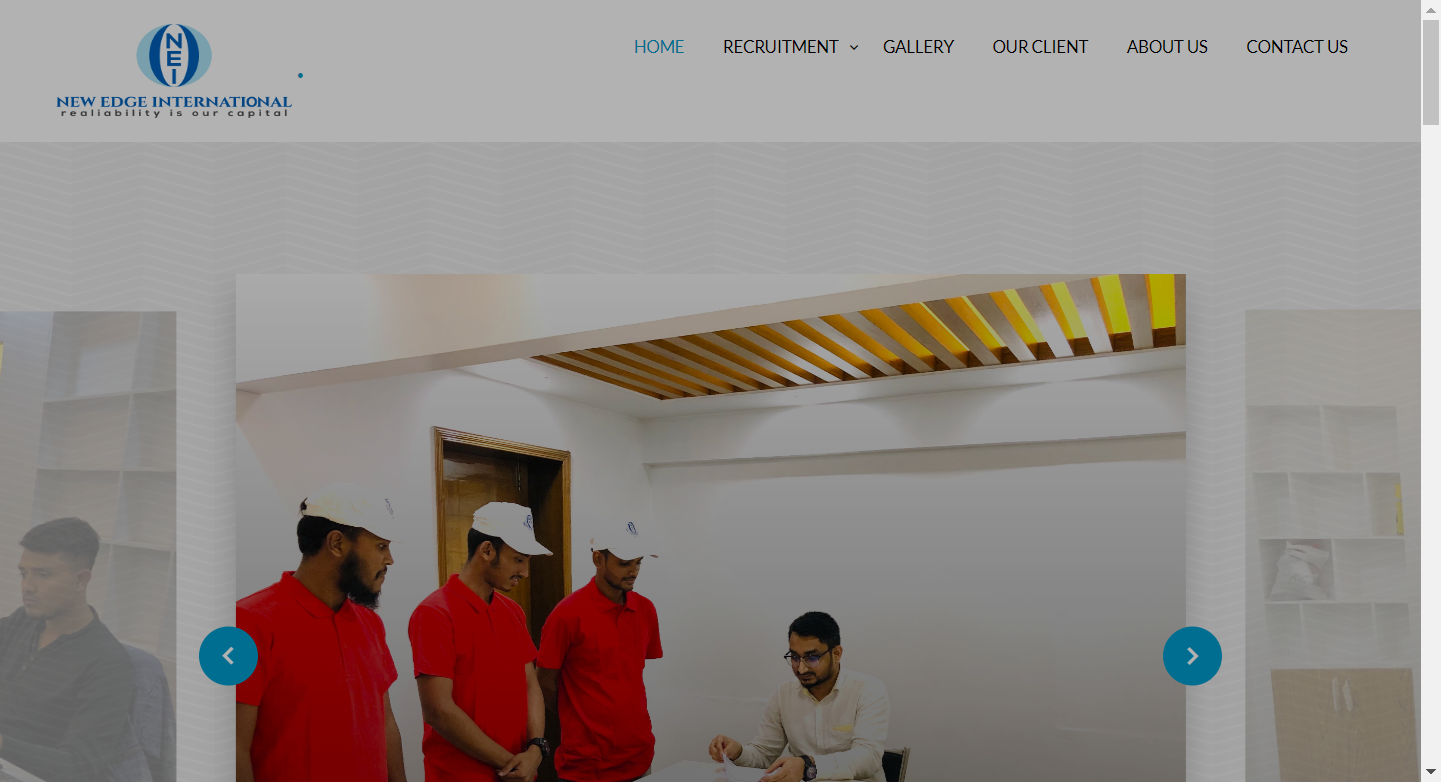 NEI
NEW EDGE INTERNATIONAL
realiability is our capital
HOME
RECRUITMENT
GALLERY
OUR CLIENT
ABOUT US
CONTACT US